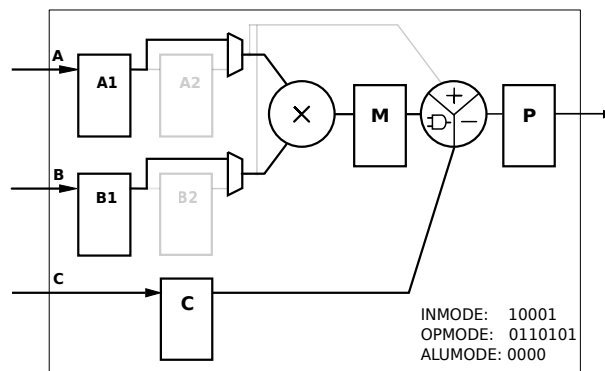 A
A1
A2
M
P
B
B1
B2
C
C
INMODE: 10001
OPMODE: 0110101
ALUMODE: 0000